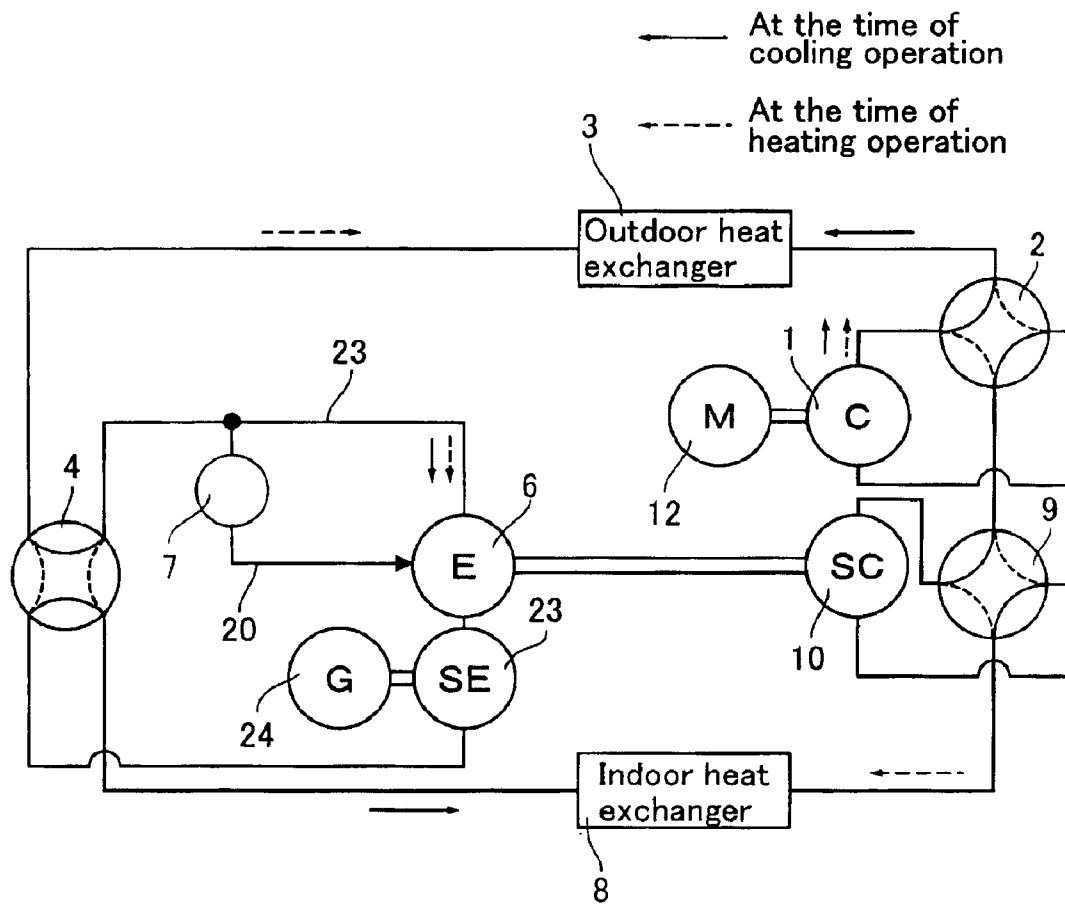 At the time of
cooling operation
At the time of
heating operation
3
Outdoor heat
exchanger
2
23
1
M
C
4
7
6
12
9
E
SC
20
23
10
G
SE
24
Indoor heat
exchanger
8